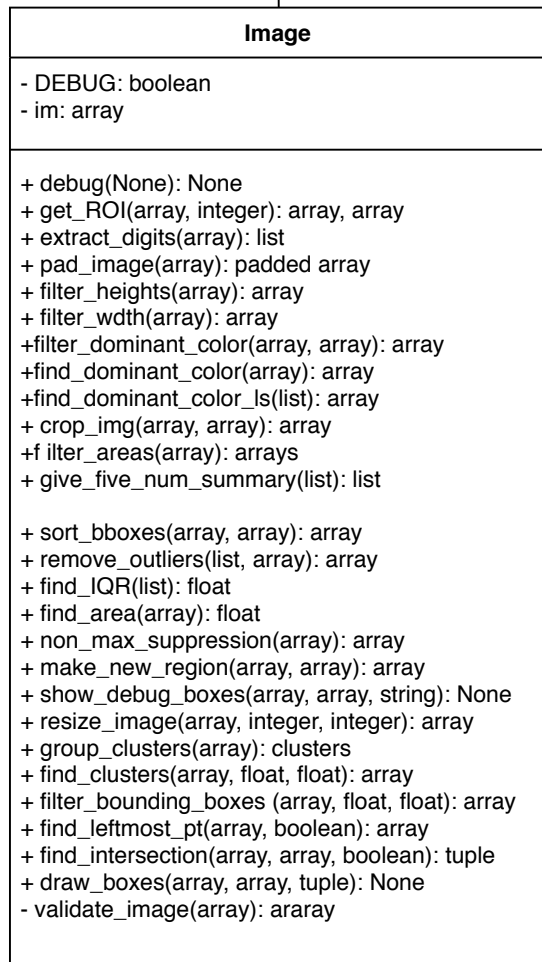 Image
- DEBUG: boolean
- im: array
+ debug(None): None
+ get_ROI(array, integer): array, array
+ extract_digits(array): list
+ pad_image(array): padded array
+ filter_heights(array): array
+ filter_wdth(array): array
+filter_dominant_color(array, array): array
+find_dominant_color(array): array
+find_dominant_color_ls(list): array
+ crop_img(array, array): array
+f ilter_areas(array): arrays
+ give_five_num_summary(list): list
+ sort_bboxes(array, array): array
+ remove_outliers(list, array): array
+ find_IQR(list): float
+ find_area(array): float
+ non_max_suppression(array): array
+ make_new_region(array, array): array
+ show_debug_boxes(array, array, string): None
+ resize_image(array, integer, integer): array
+ group_clusters(array): clusters
+ find_clusters(array, float, float): array
+ filter_bounding_boxes (array, float, float): array
+ find_leftmost_pt(array, boolean): array
+ find_intersection(array, array, boolean): tuple
+ draw_boxes(array, array, tuple): None
- validate_image(array): araray